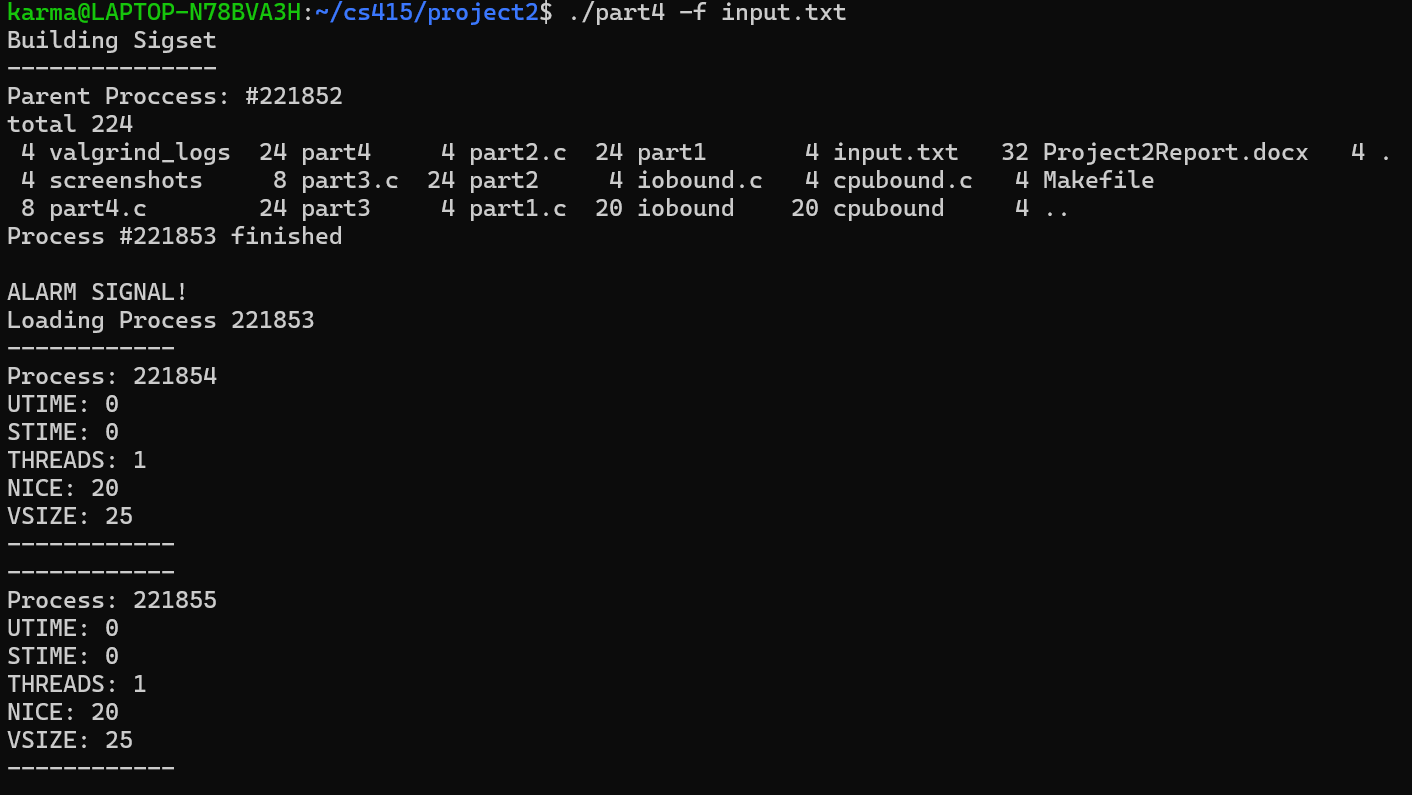 karma@LAPTOP-N78BVA3H:~/cs415/project2$ ./part4 -f input.txt
Building Sigset
---------------
Parent Proccess: #221852
total 224
 4 valgrind_logs  24 part4     4 part2.c  24 part1       4 input.txt   32 Project2Report.docx   4 .
 4 screenshots     8 part3.c  24 part2     4 iobound.c   4 cpubound.c   4 Makefile
 8 part4.c        24 part3     4 part1.c  20 iobound    20 cpubound     4 ..
Process #221853 finished

ALARM SIGNAL!
Loading Process 221853
------------
Process: 221854
UTIME: 0
STIME: 0
THREADS: 1
NICE: 20
VSIZE: 25
------------
------------
Process: 221855
UTIME: 0
STIME: 0
THREADS: 1
NICE: 20
VSIZE: 25
------------